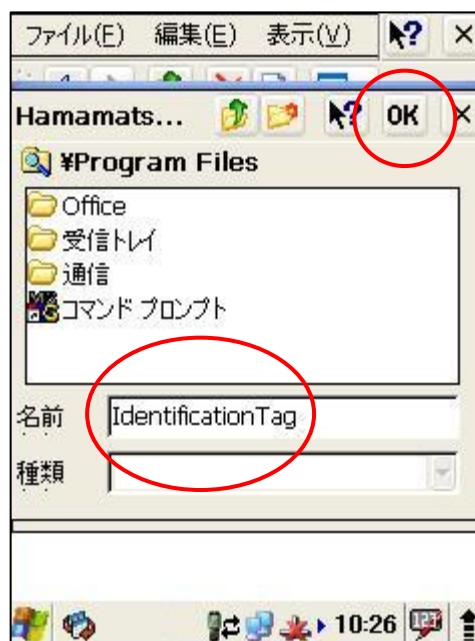 ファイル(F) 編集(E) 表示(V) ? ×
Hamamats... ? OK ×
¥Program Files
Office
受信トレイ
通信
コマンド プロンプト
名前 IdentificationTag
種類
10:26 123